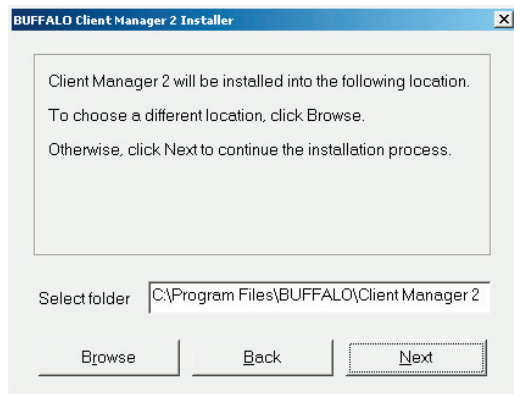 BUFFALO Client Manager 2 Installer
Client Manager 2 will be installed into the following location.
To choose a different location, click Browse.
Otherwise, click Next to continue the installation process.
Select folder C:\Program Files\BUFFALO\Client Manager 2
Browse Back Next